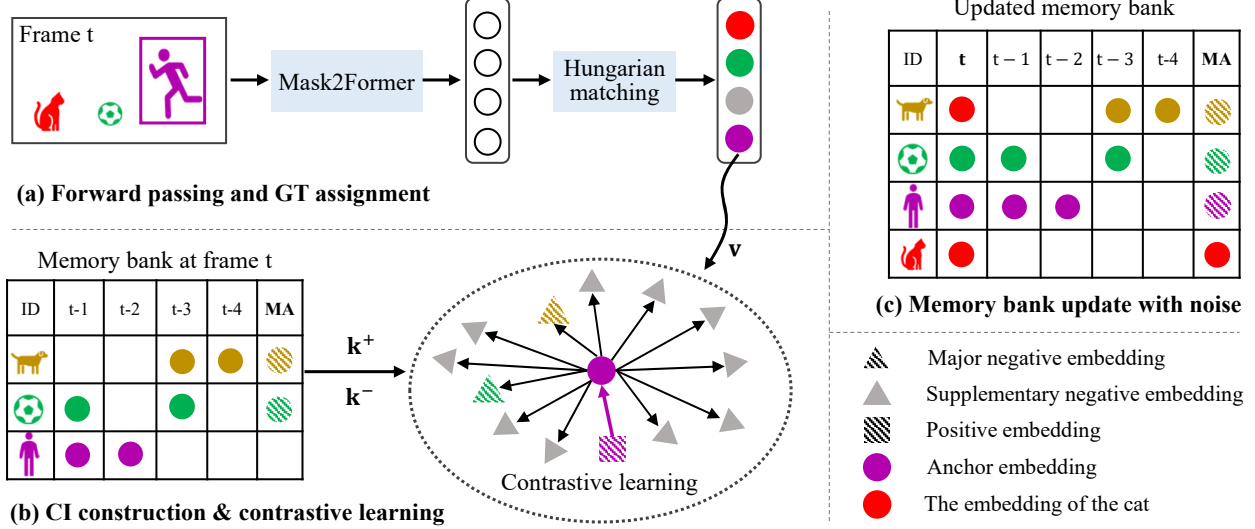 Frame t
Mask2Former
Hungarian
matching
(a) Forward passing and GT assignment
v
Memory bank at frame t
ID t-1 t-2 t-3 t-4 MA
k⁺
k⁻
Contrastive learning
(b) CI construction & contrastive learning
Updated memory bank
ID t t − 1 t − 2 t − 3 t-4 MA
(c) Memory bank update with noise
Major negative embedding
Supplementary negative embedding
Positive embedding
Anchor embedding
The embedding of the cat